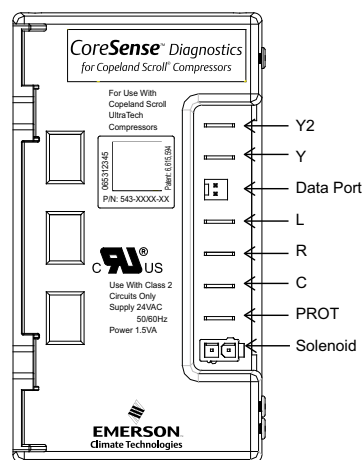 CoreSense™ Diagnostics
for Copeland Scroll® Compressors
For Use With
Copeland Scroll
UltraTech
Compressors
065312345
Patent: 6,615,594
P/N: 543-XXXX-XX
C RU® US
Use With Class 2
Circuits Only
Supply 24VAC
50/60Hz
Power 1.5VA
EMERSON
Climate Technologies
Y2
Y
Data Port
L
R
C
PROT
Solenoid